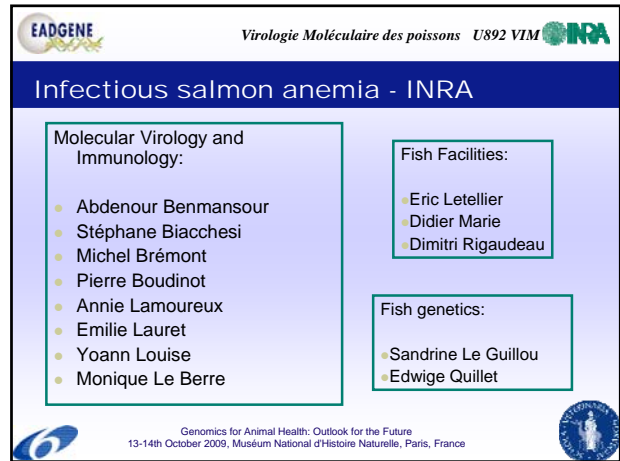 EADGENE
Virologie Moléculaire des poissons U892 VIM
INRA
Infectious salmon anemia - INRA
Molecular Virology and
Immunology:
Abdenour Benmansour
Stéphane Biacchesi
Michel Brémont
Pierre Boudinot
Annie Lamoureux
Emilie Lauret
Yoann Louise
Monique Le Berre
Fish Facilities:
Eric Letellier
Didier Marie
Dimitri Rigaudeau
Fish genetics:
Sandrine Le Guillou
Edwige Quillet
Genomics for Animal Health: Outlook for the Future
13-14th October 2009, Muséum National d'Histoire Naturelle, Paris, France